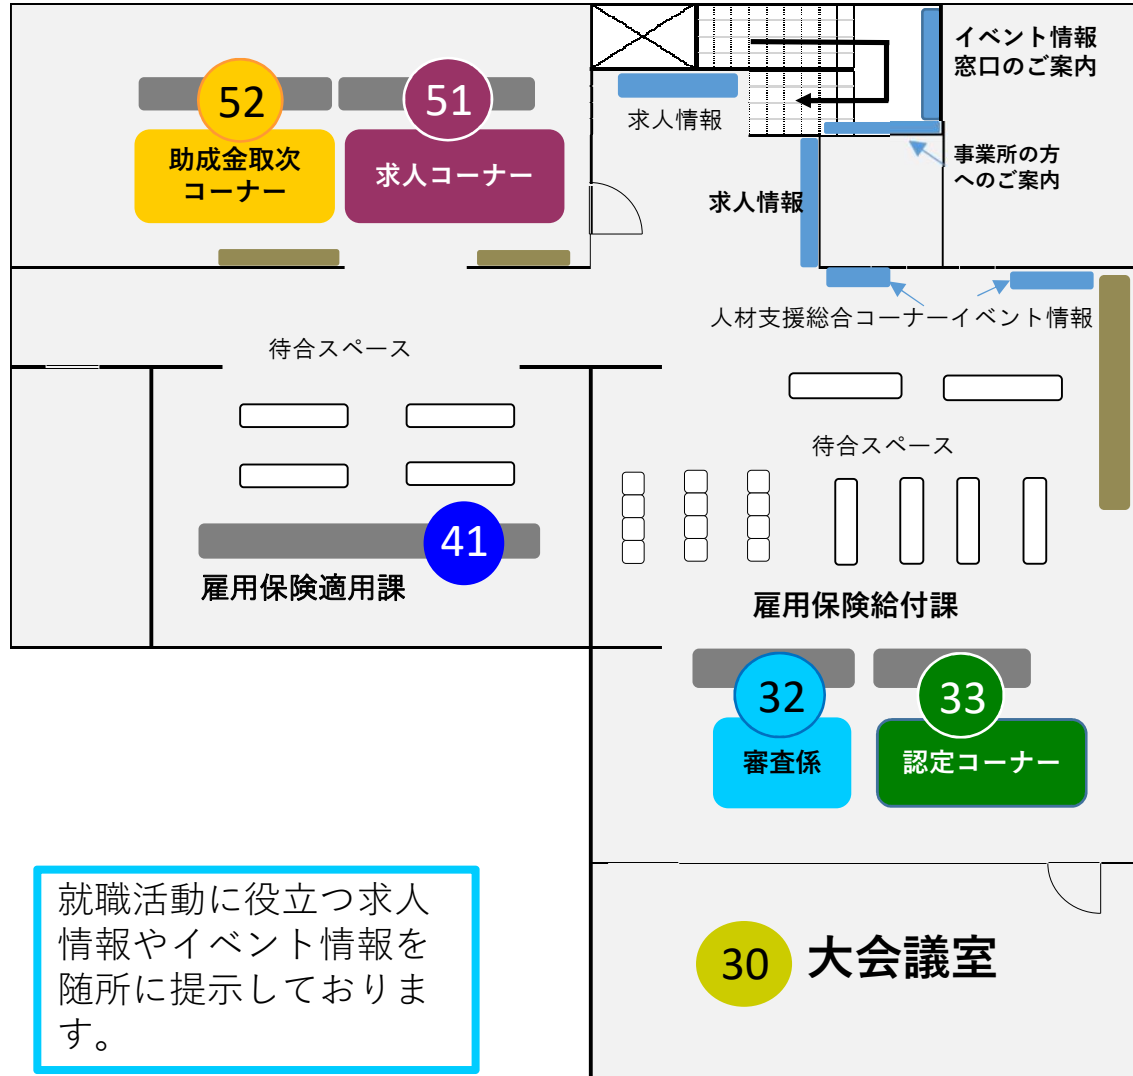 イベント情報
窓口のご案内
52
51
求人情報
助成金取次
コーナー
求人コーナー
事業所の方
へのご案内
求人情報
人材支援総合コーナーイベント情報
待合スペース
待合スペース
41
雇用保険適用課
雇用保険給付課
32
33
審査係
認定コーナー
就職活動に役立つ求人
情報やイベント情報を
随所に提示しておりま
す。
30
大会議室